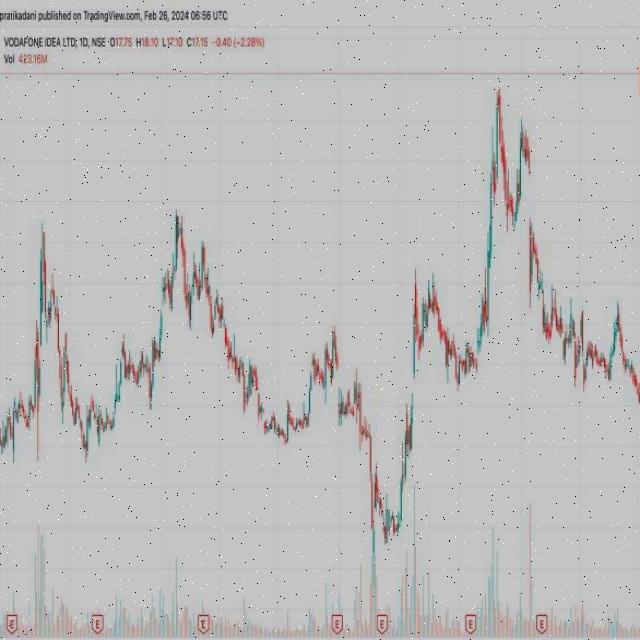 pratikadani published on TradingView.com, Feb 26, 2024 06:56 UTC
VODAFONE IDEA LTD; 1D, NSE O17.75 H18.10 L17.10 C17.15 −0.40 (−2.28%)
Vol 423.16M
E E E E E E E